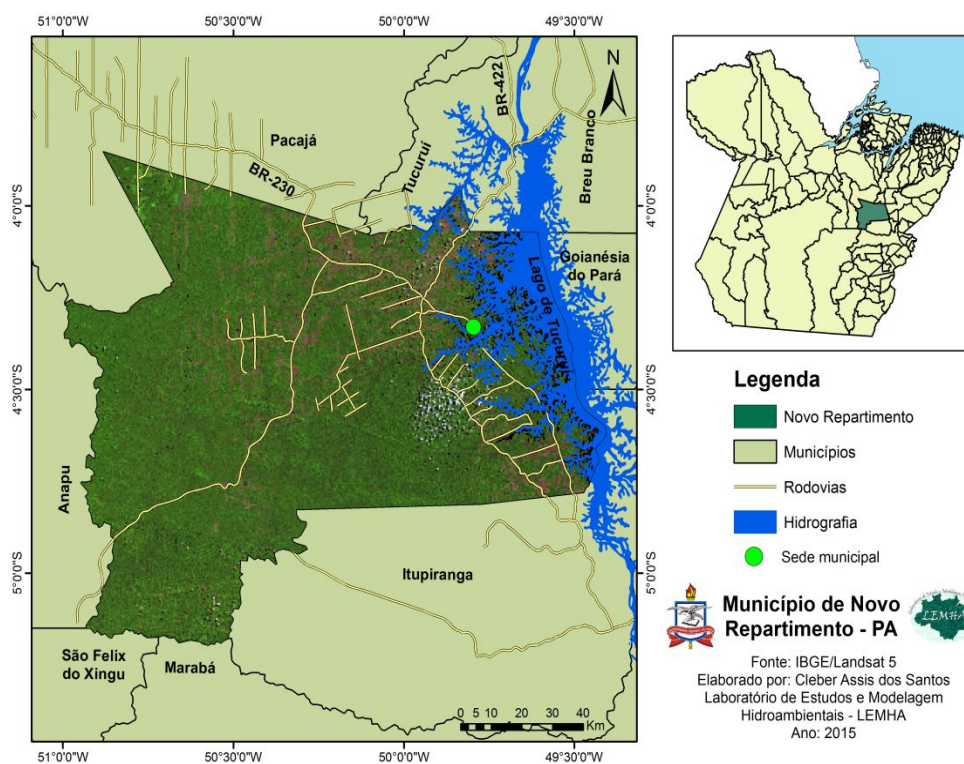 51°0'0"W
50°30'0"W
50°0'0"W
49°30'0"W
N
BR-422
Pacajá
Tucuruí
Breu Branco
BR-230
4°0'0"S
4°0'0"S
Goianésia
do Pará
Lago de Tucuruí
4°30'0"S
4°30'0"S
Anapu
5°0'0"S
5°0'0"S
Itupiranga
São Felix
do Xingu
Marabá
0 5 10 20 30 40
Km
51°0'0"W
50°30'0"W
50°0'0"W
49°30'0"W
Legenda
Novo Repartimento
Municípios
Rodovias
Hidrografia
Sede municipal
Município de Novo
Repartimento - PA
LEMHA
Fonte: IBGE/Landsat 5
Elaborado por: Cleber Assis dos Santos
Laboratório de Estudos e Modelagem
Hidroambientais - LEMHA
Ano: 2015